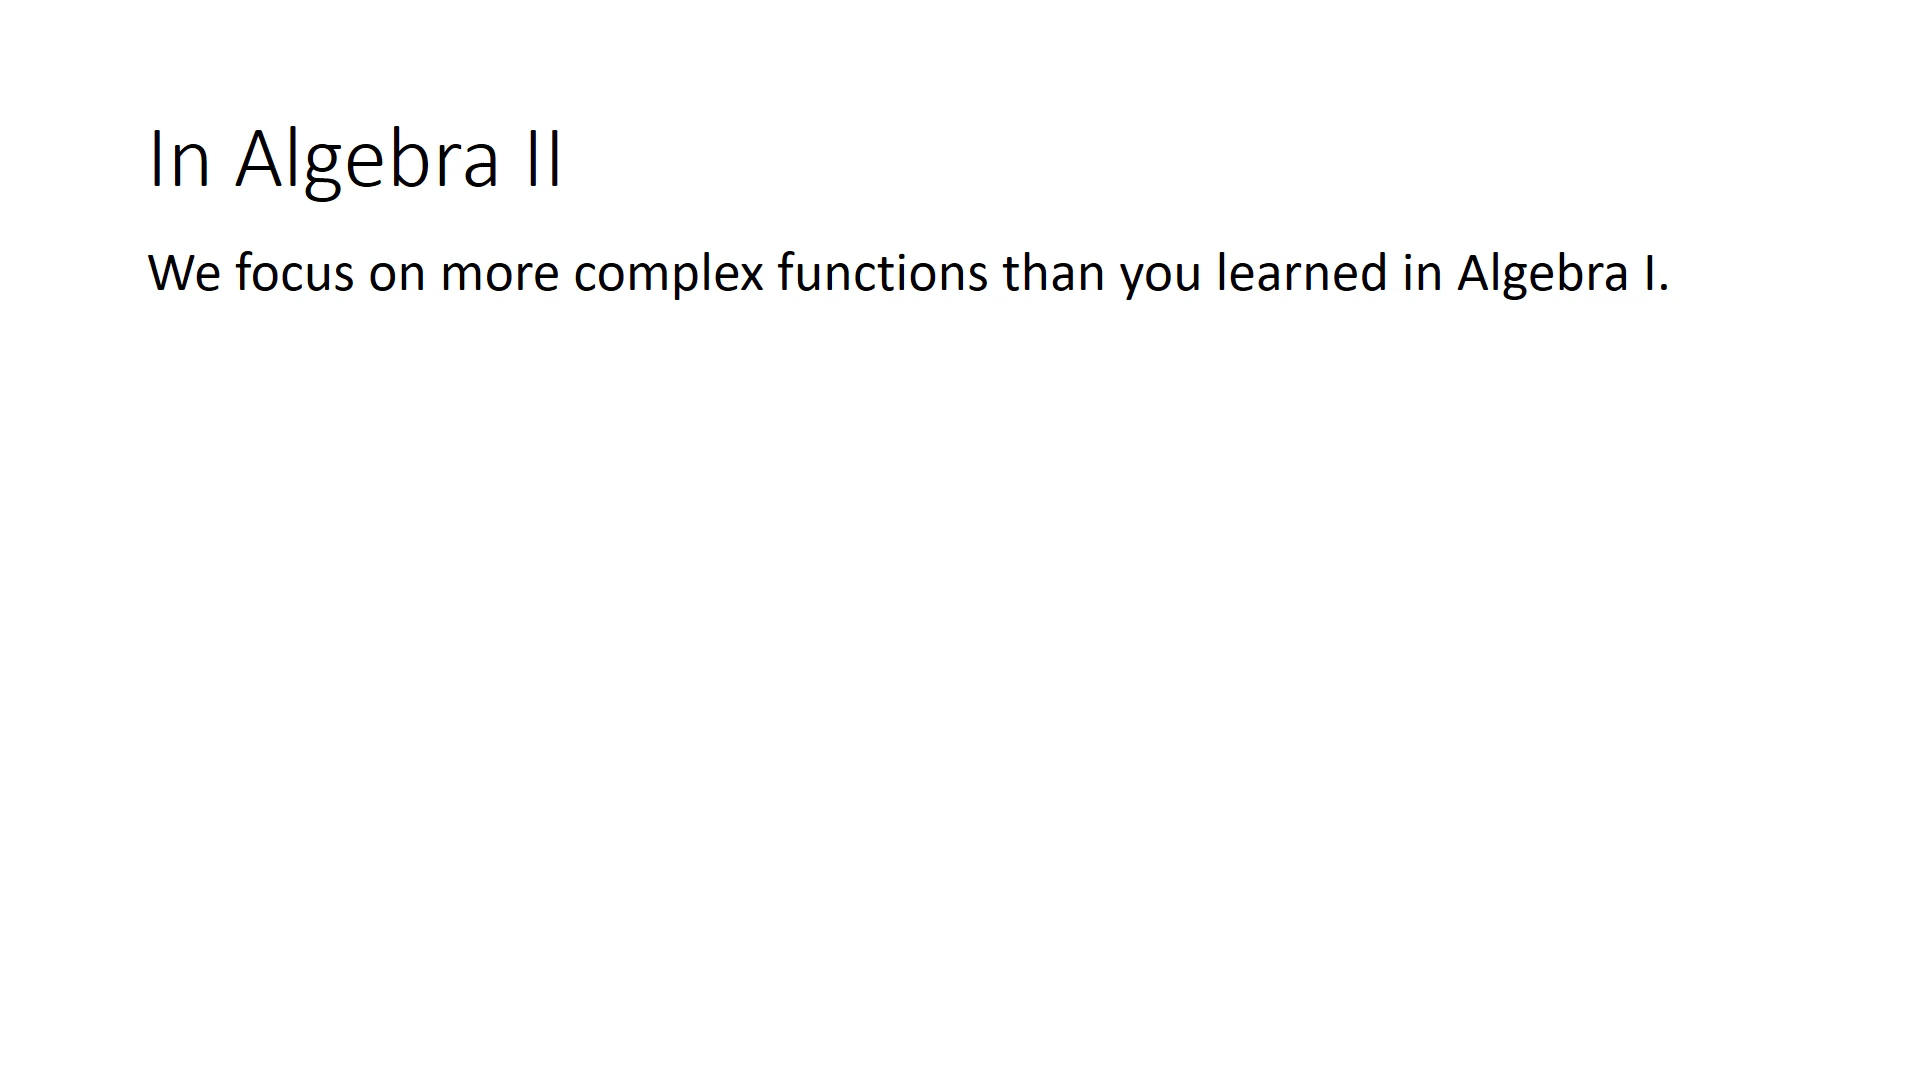 In Algebra II
We focus on more complex functions than you learned in Algebra I.